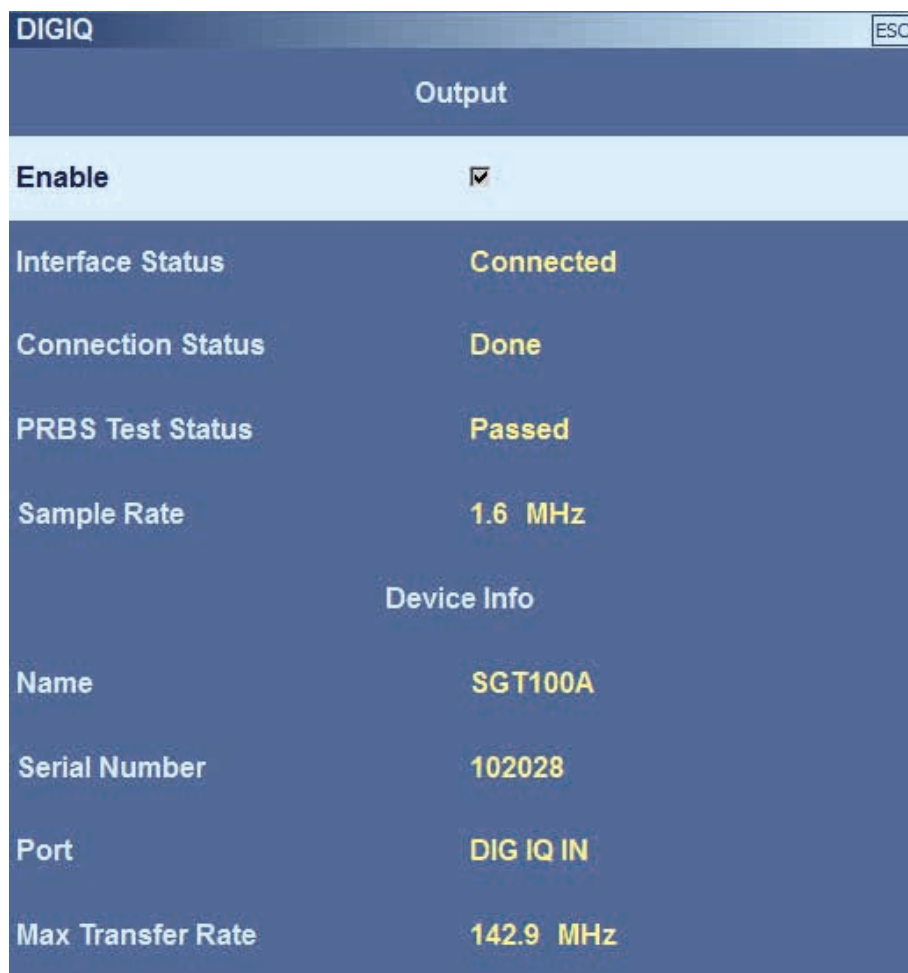 DIGIQ ESC
Output
Enable
Interface Status Connected
Connection Status Done
PRBS Test Status Passed
Sample Rate 1.6 MHz
Device Info
Name SGT100A
Serial Number 102028
Port DIG IQ IN
Max Transfer Rate 142.9 MHz